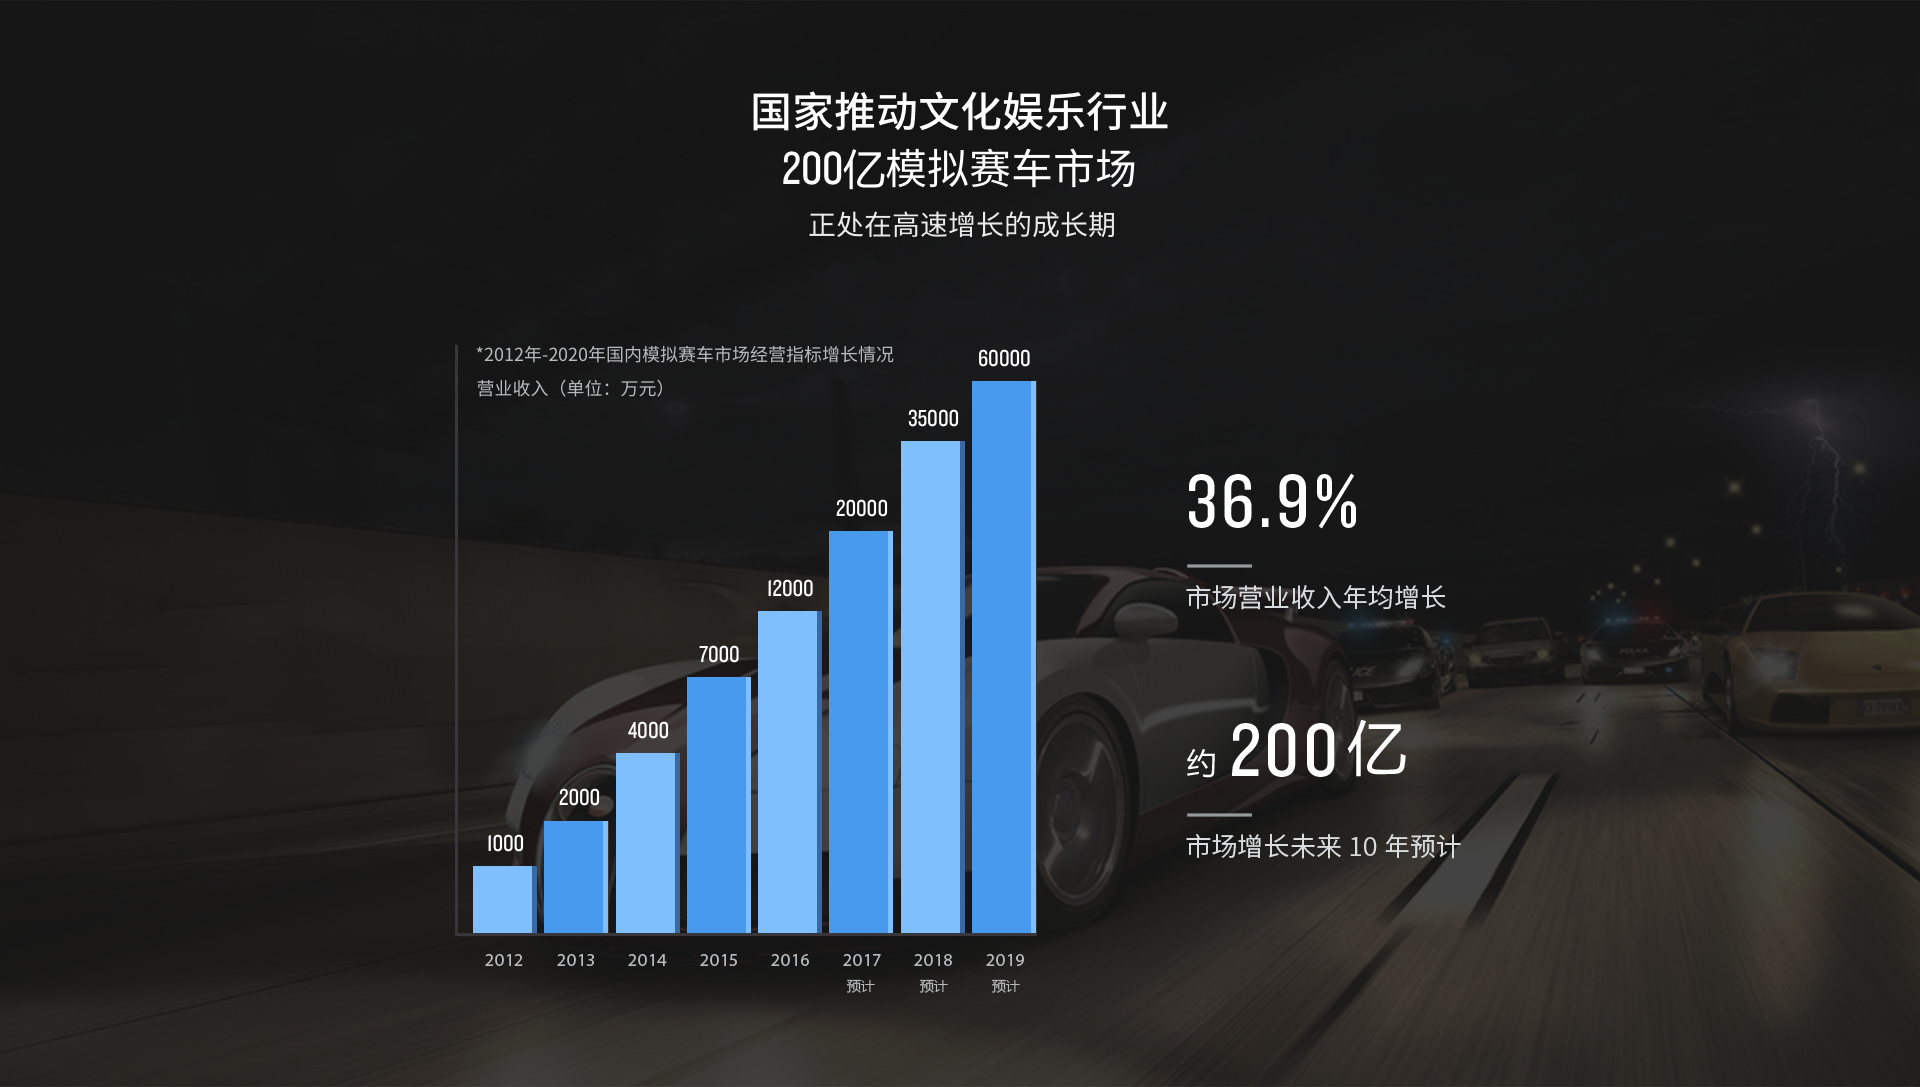 国家推动文化娱乐行业
200亿模拟赛车市场
正处在高速增长的成长期
*2012年-2020年国内模拟赛车市场经营指标增长情况
营业收入（单位：万元）
60000
35000
20000
12000
7000
4000
2000
1000
2012 2013 2014 2015 2016 2017 2018 2019
预计 预计 预计
36.9%
市场营业收入年均增长
约 200 亿
市场增长未来 10 年预计